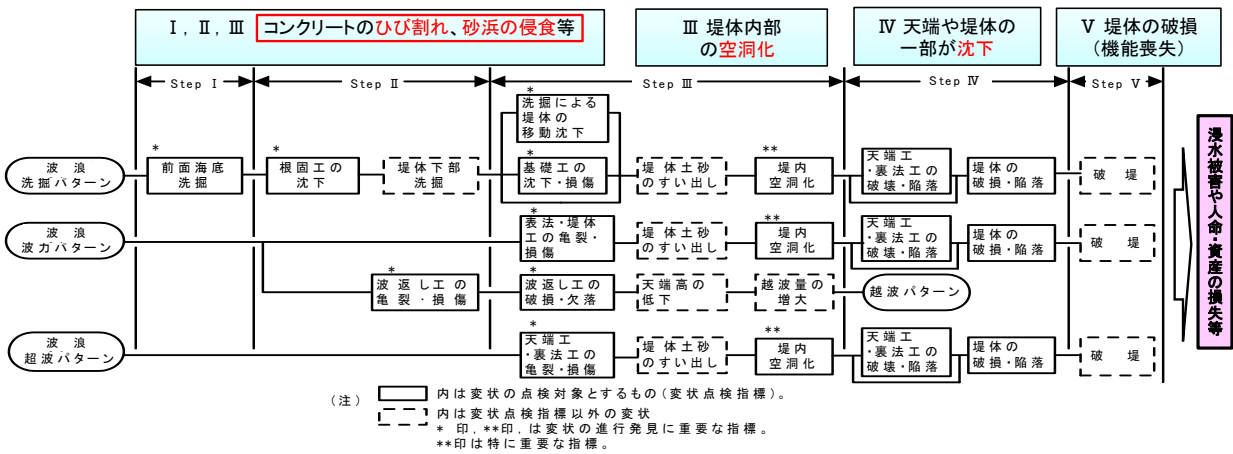 Ⅰ, Ⅱ, Ⅲ コンクリートのひび割れ、砂浜の侵食等
Ⅲ 堤体内部
の空洞化
Ⅳ 天端や堤体の
一部が沈下
Ⅴ 堤体の破損
(機能喪失)
Step Ⅰ
Step Ⅱ
Step Ⅲ
Step Ⅳ
Step Ⅴ
波浪
洗掘パターン
*
前面海底
洗掘
*
根固工の
沈下
堤体下部
洗掘
*
洗掘による
堤体の
移動沈下
*
基礎工の
沈下・損傷
堤体土砂
のすい出し
**
堤内
空洞化
天端工
・裏法工の
破壊・陥落
堤体の
破損・陥落
破堤
波浪
波力パターン
*
表法・堤体
工の亀裂・
損傷
堤体土砂
のすい出し
**
堤内
空洞化
天端工
・裏法工の
破壊・陥落
堤体の
破損・陥落
破堤
*
波返し工の
亀裂・損傷
*
波返し工の
破損・欠落
天端高の
低下
越波量の
増大
越波パターン
波浪
超波パターン
*
天端工
・裏法工の
亀裂・損傷
堤体土砂
のすい出し
**
堤内
空洞化
天端工
・裏法工の
破壊・陥落
堤体の
破損・陥落
破堤
浸水被害や人命・資産の損失等
(注) 内は変状の点検対象とするもの(変状点検指標)。
内は変状点検指標以外の変状
* 印, **印, は変状の進行発見に重要な指標。
**印は特に重要な指標。